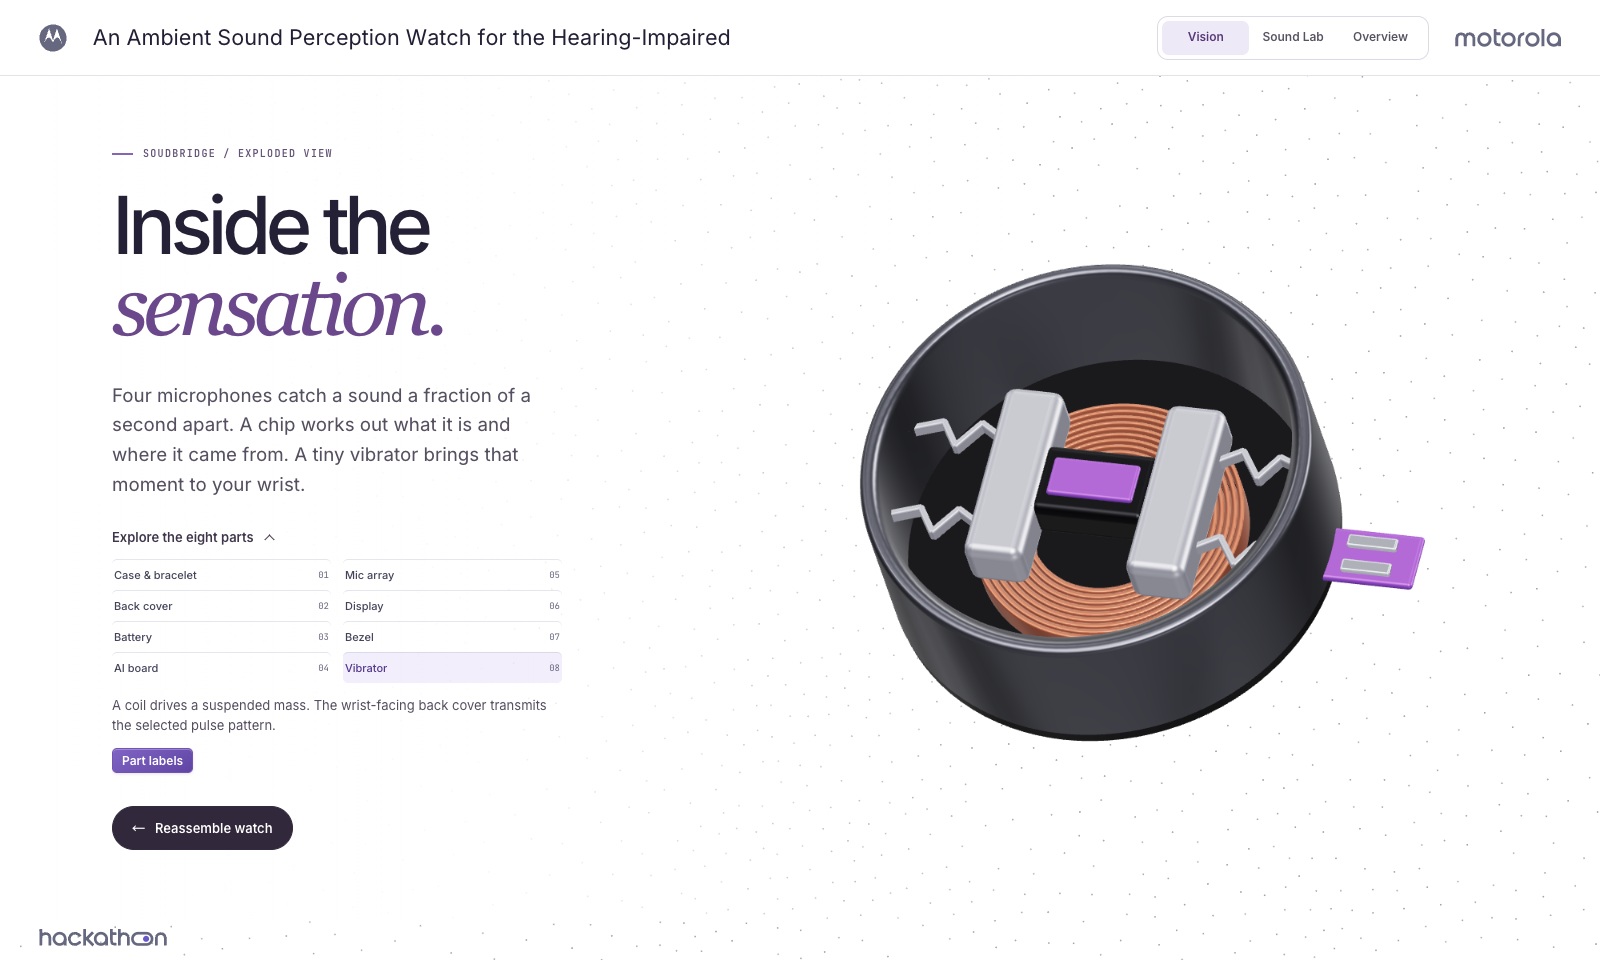 An Ambient Sound Perception Watch for the Hearing-Impaired
Vision
Sound Lab
Overview
motorola
SOUDBRIDGE / EXPLODED VIEW
Inside the
sensation.
Four microphones catch a sound a fraction of a
second apart. A chip works out what it is and
where it came from. A tiny vibrator brings that
moment to your wrist.
Explore the eight parts
Case & bracelet 01
Mic array 05
Back cover 02
Display 06
Battery 03
Bezel 07
AI board 04
Vibrator 08
A coil drives a suspended mass. The wrist-facing back cover transmits
the selected pulse pattern.
Part labels
← Reassemble watch
hackathon